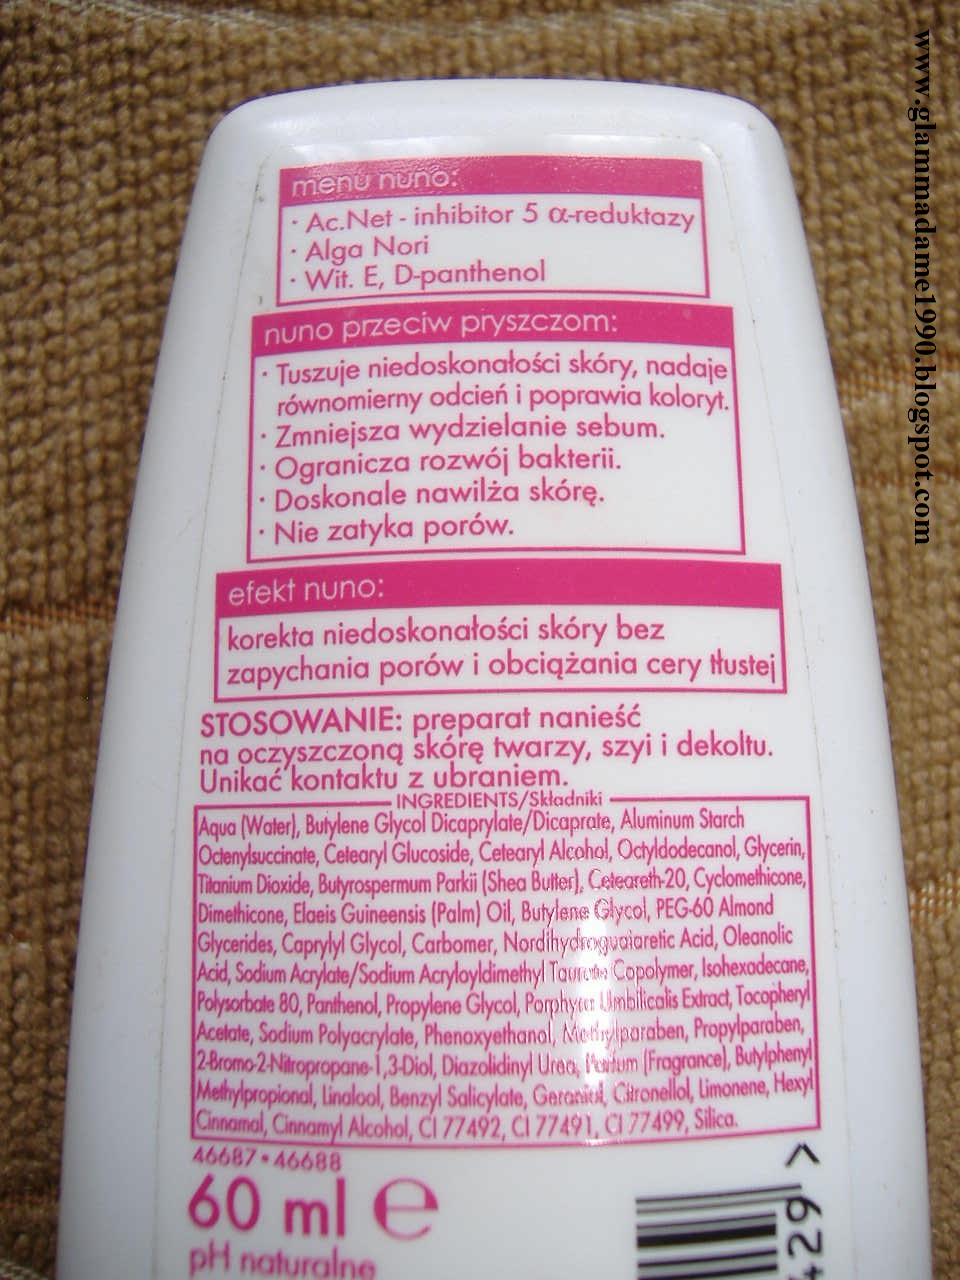 www.glammadame1990.blogspot.com
menu nuno:
· Ac.Net - inhibitor 5 α-reduktazy
· Alga Nori
· Wit. E, D-panthenol
nuno przeciw pryszczom:
· Tuszuje niedoskonałości skóry, nadaje
równomierny odcień i poprawia koloryt.
· Zmniejsza wydzielanie sebum.
· Ogranicza rozwój bakterii.
· Doskonale nawilża skórę.
· Nie zatyka porów.
efekt nuno:
korekta niedoskonałości skóry bez
zapychania porów i obciążania cery tłustej
STOSOWANIE: preparat nanieść
na oczyszczoną skórę twarzy, szyi i dekoltu.
Unikać kontaktu z ubraniem.
INGREDIENTS/Składniki
Aqua (Water), Butylene Glycol Dicaprylate/Dicaprate, Aluminum Starch
Octenylsuccinate, Cetearyl Glucoside, Cetearyl Alcohol, Octyldodecanol, Glycerin,
Titanium Dioxide, Butyrospermum Parkii (Shea Butter), Ceteareth-20, Cyclomethicone,
Dimethicone, Elaeis Guineensis (Palm) Oil, Butylene Glycol, PEG-60 Almond
Glycerides, Caprylyl Glycol, Carbomer, Nordihydroguaiaretic Acid, Oleanolic
Acid, Sodium Acrylate/Sodium Acryloyldimethyl Taurate Copolymer, Isohexadecane,
Polysorbate 80, Panthenol, Propylene Glycol, Porphyra Umbilicalis Extract, Tocopheryl
Acetate, Sodium Polyacrylate, Phenoxyethanol, Methylparaben, Propylparaben,
2-Bromo-2-Nitropropane-1,3-Diol, Diazolidinyl Urea, Parfum (Fragrance), Butylphenyl
Methylpropional, Linalool, Benzyl Salicylate, Geraniol, Citronellol, Limonene, Hexyl
Cinnamal, Cinnamyl Alcohol, CI 77492, CI 77491, CI 77499, Silica.
46687 • 46688
60 ml e
pH naturalne
429 >